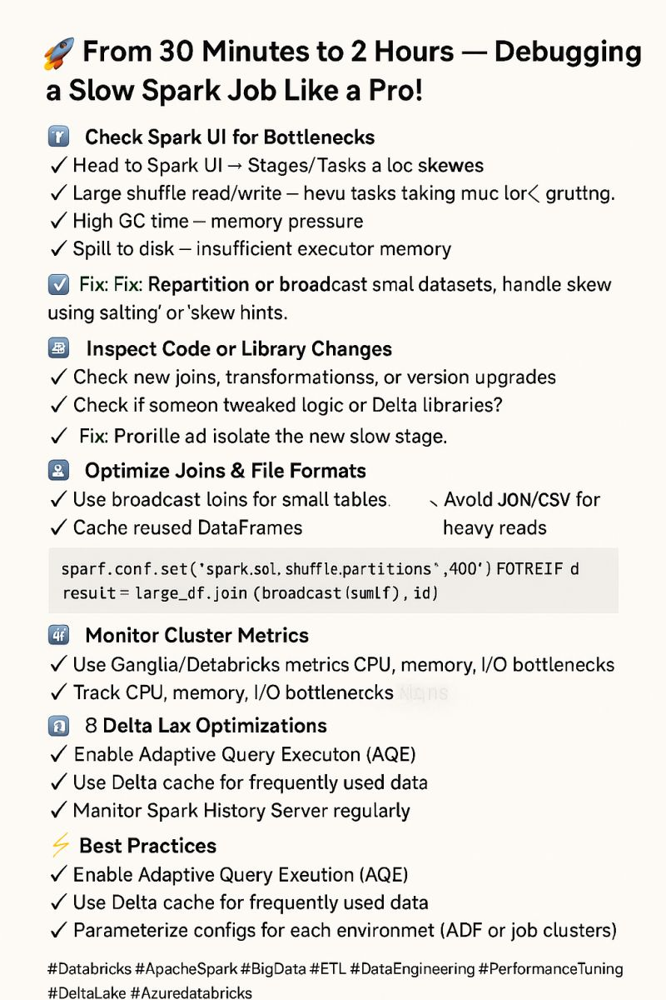 🚀 From 30 Minutes to 2 Hours — Debugging
a Slow Spark Job Like a Pro!
Check Spark UI for Bottlenecks
✓ Head to Spark UI → Stages/Tasks a loc skewes
✓ Large shuffle read/write – hevu tasks taking muc lor< gruttng.
✓ High GC time – memory pressure
✓ Spill to disk – insufficient executor memory
☑ Fix: Fix: Repartition or broadcast smal datasets, handle skew
using salting' or 'skew hints.
Inspect Code or Library Changes
✓ Check new joins, transformationss, or version upgrades
✓ Check if someon tweaked logic or Delta libraries?
✓ Fix: Prorille ad isolate the new slow stage.
Optimize Joins & File Formats
✓ Use broadcast loins for small tables. 
✓ Cache reused DataFrames
Avold JON/CSV for
heavy reads
sparf.conf.set('spark.sol, shuffle.partitions',400') FOTREIF d
result = large_df.join (broadcast (sumlf), id)
Monitor Cluster Metrics
✓ Use Ganglia/Detabricks metrics CPU, memory, I/O bottlenecks
✓ Track CPU, memory, I/O bottlenercks
8 Delta Lax Optimizations
✓ Enable Adaptive Query Executon (AQE)
✓ Use Delta cache for frequently used data
✓ Manitor Spark History Server regularly
⚡ Best Practices
✓ Enable Adaptive Query Exeution (AQE)
✓ Use Delta cache for frequently used data
✓ Parameterize configs for each environmet (ADF or job clusters)
#Databricks #ApacheSpark #BigData #ETL #DataEngineering #PerformanceTuning
#DeltaLake #Azuredatabricks